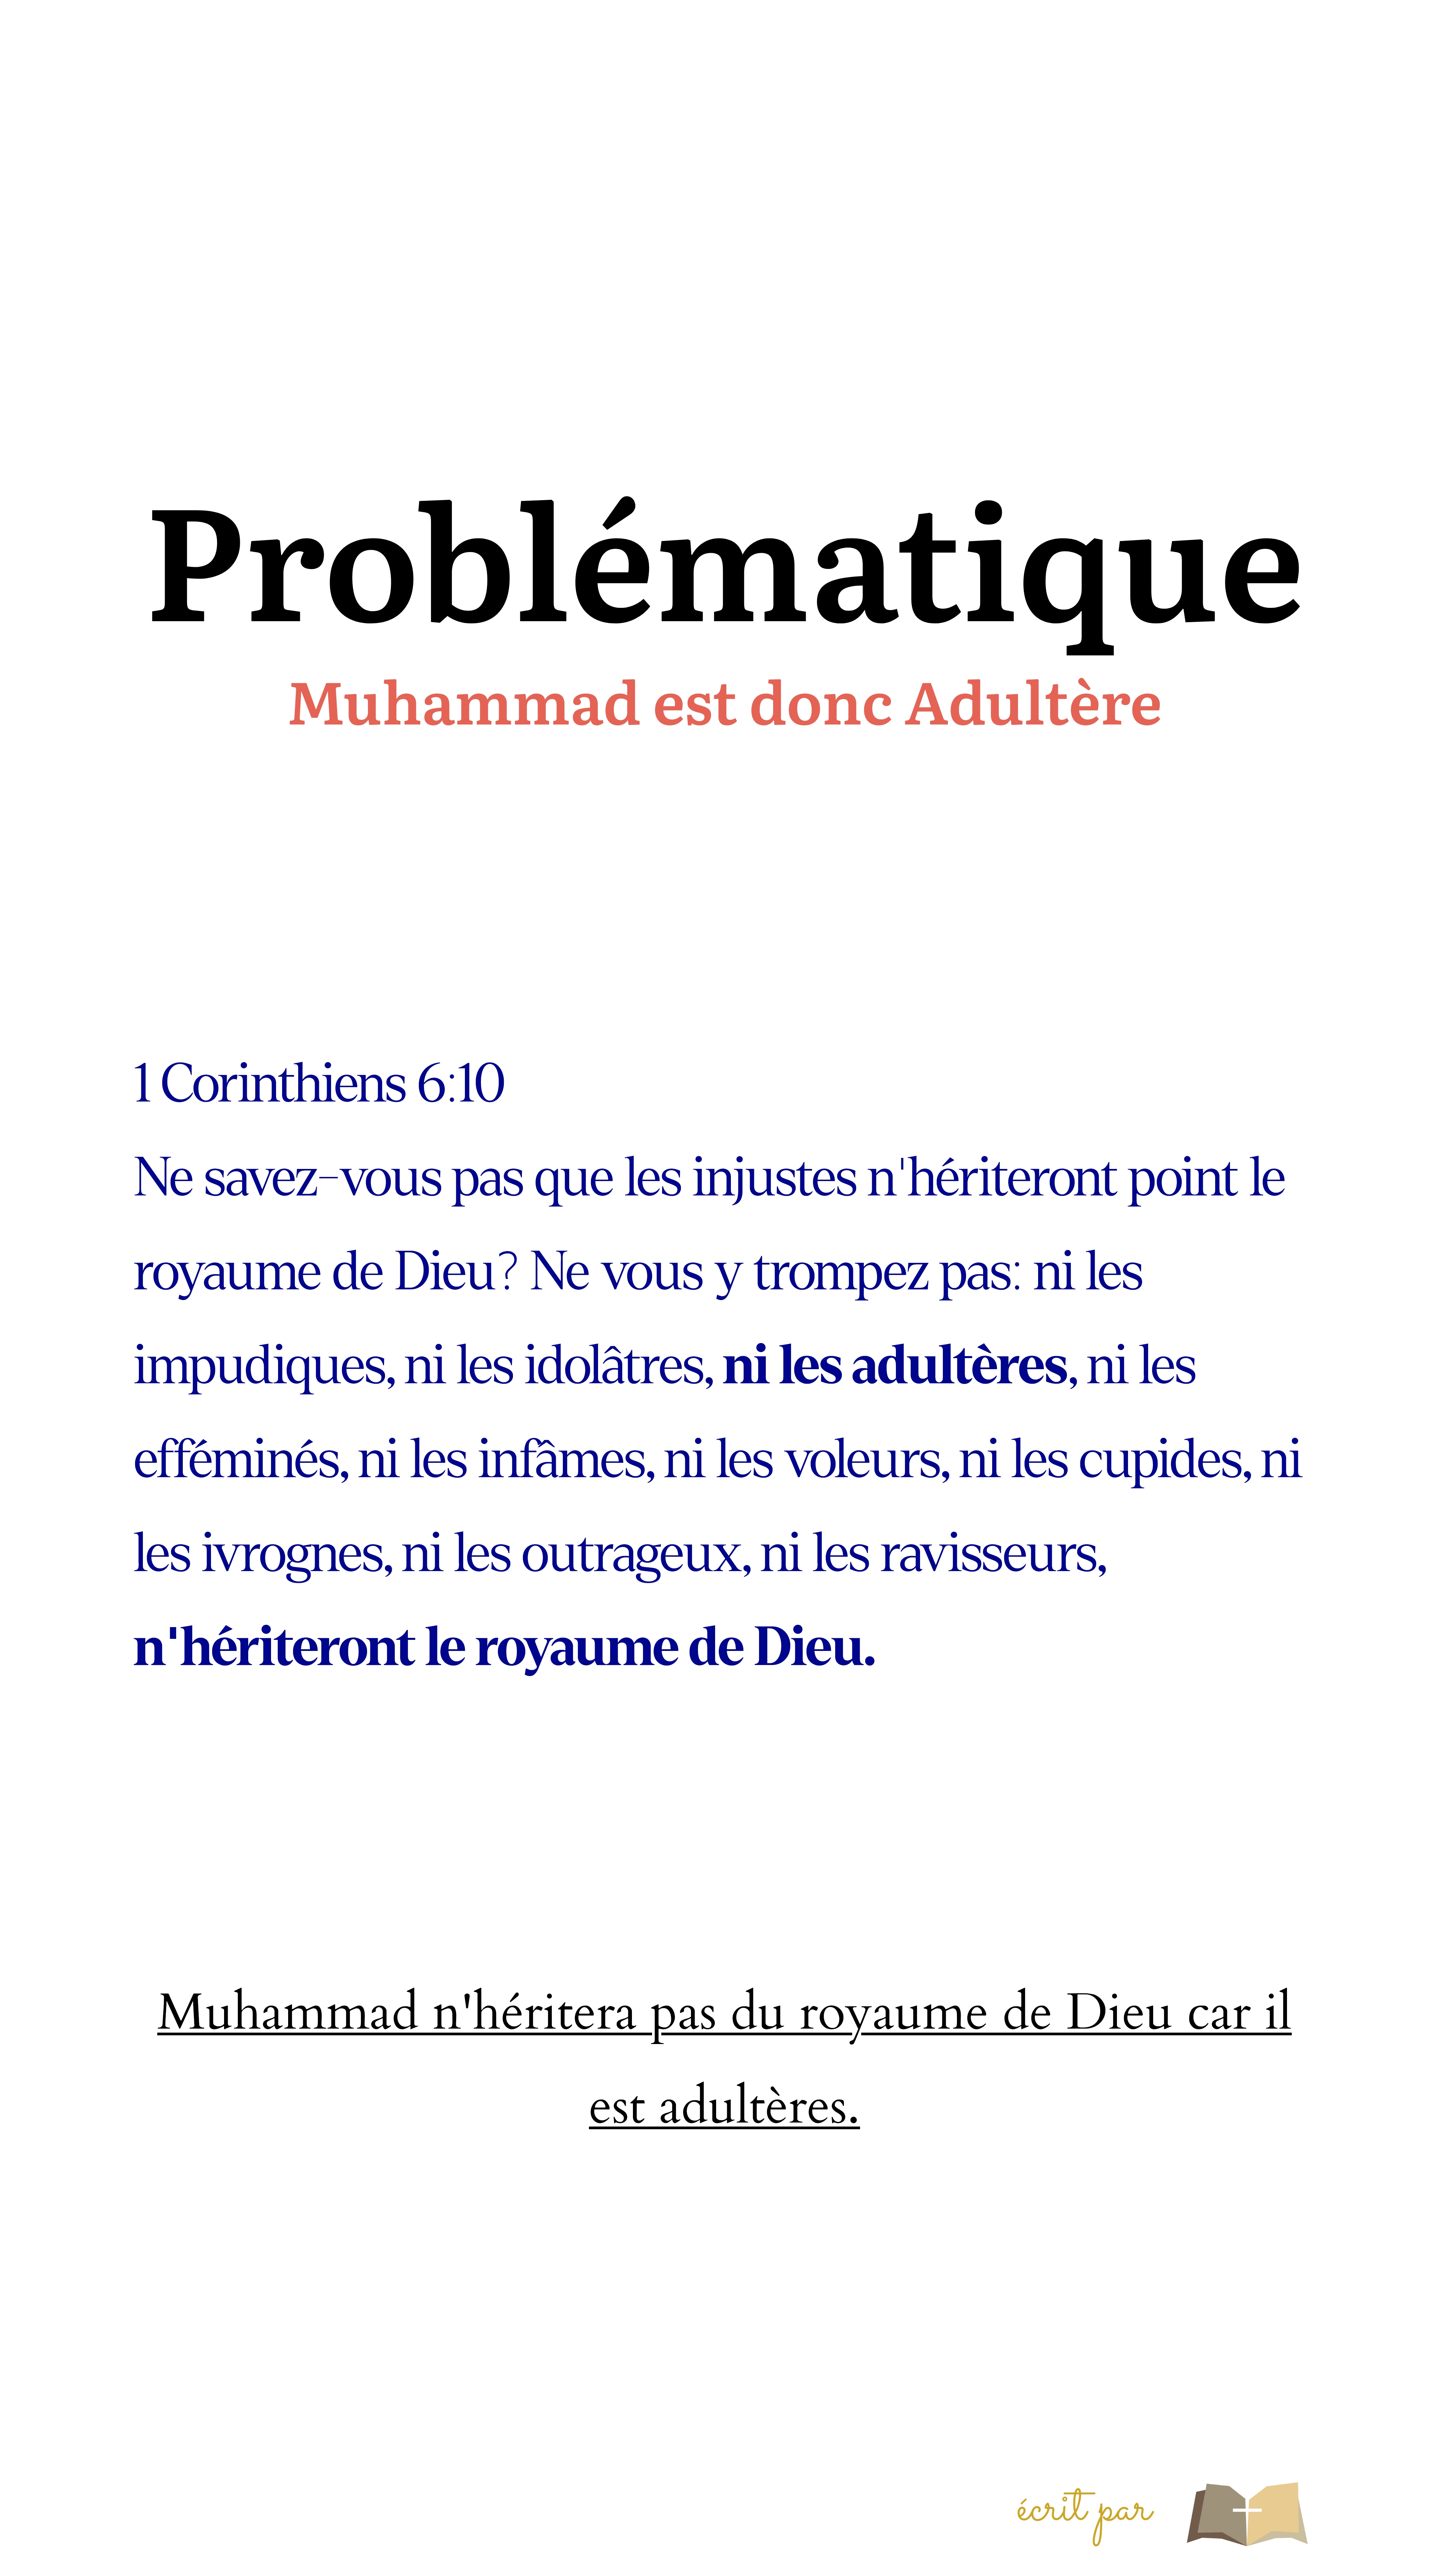 Problématique
Muhammad est donc Adultère
1 Corinthiens 6:10
Ne savez-vous pas que les injustes n'hériteront point le
royaume de Dieu? Ne vous y trompez pas: ni les
impudiques, ni les idolâtres, ni les adultères, ni les
efféminés, ni les infâmes, ni les voleurs, ni les cupides, ni
les ivrognes, ni les outrageux, ni les ravisseurs,
n'hériteront le royaume de Dieu.
Muhammad n'héritera pas du royaume de Dieu car il
est adultères.
écrit par